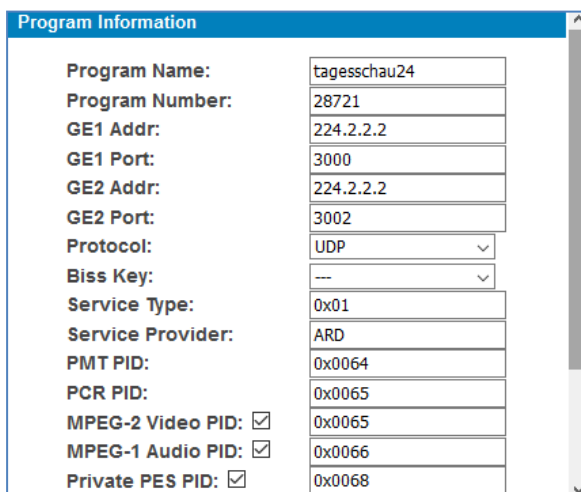 Program Information
Program Name: tagesschau24
Program Number: 28721
GE1 Addr: 224.2.2.2
GE1 Port: 3000
GE2 Addr: 224.2.2.2
GE2 Port: 3002
Protocol: UDP
Biss Key: ---
Service Type: 0x01
Service Provider: ARD
PMT PID: 0x0064
PCR PID: 0x0065
MPEG-2 Video PID: 0x0065
MPEG-1 Audio PID: 0x0066
Private PES PID: 0x0068